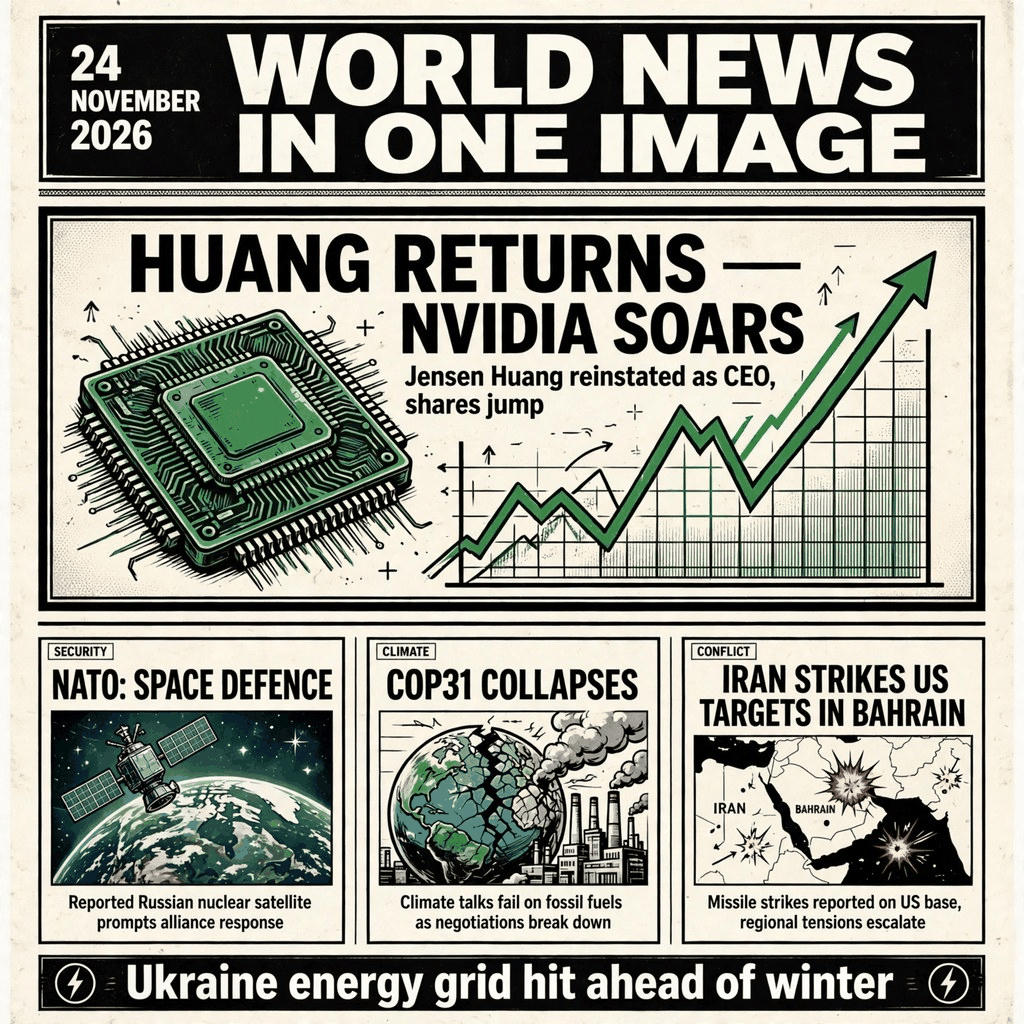 24
NOVEMBER
2026
WORLD NEWS
IN ONE IMAGE
HUANG RETURNS —
NVIDIA SOARS
Jensen Huang reinstated as CEO,
shares jump
SECURITY
NATO: SPACE DEFENCE
Reported Russian nuclear satellite
prompts alliance response
CLIMATE
COP31 COLLAPSES
Climate talks fail on fossil fuels
as negotiations break down
CONFLICT
IRAN STRIKES US
TARGETS IN BAHRAIN
IRAN
BAHRAIN
Missile strikes reported on US base,
regional tensions escalate
Ukraine energy grid hit ahead of winter